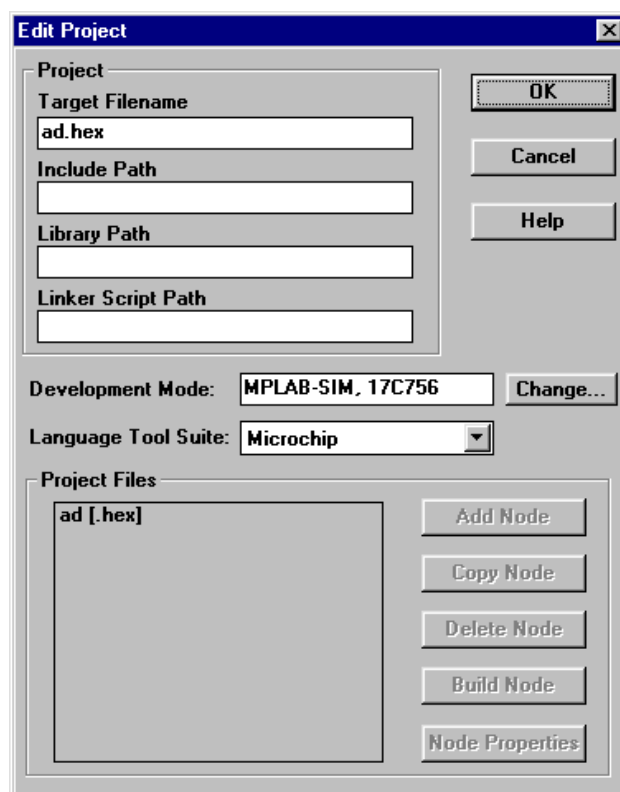 Edit Project
Project
Target Filename
ad.hex
Include Path
Library Path
Linker Script Path
OK
Cancel
Help
Development Mode: MPLAB-SIM, 17C756 Change...
Language Tool Suite: Microchip
Project Files
ad [.hex]
Add Node
Copy Node
Delete Node
Build Node
Node Properties